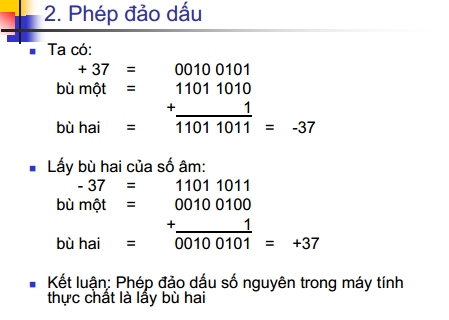 2. Phép đảo dấu
Ta có:
+ 37 = 0010 0101
bù một = 1101 1010
+ 1
bù hai = 1101 1011 = -37
Lấy bù hai của số âm:
- 37 = 1101 1011
bù một = 0010 0100
+ 1
bù hai = 0010 0101 = +37
Kết luận: Phép đảo dấu số nguyên trong máy tính
thực chất là lấy bù hai